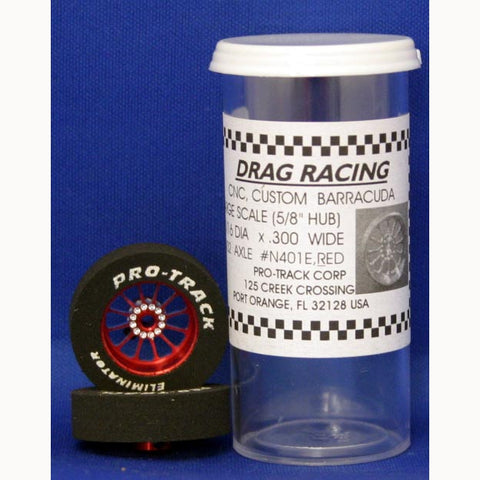 DRAG RACING
CNC, CUSTOM BARRACUDA
SCALE (5/8" HUB)
DIA x .300 WIDE
AXLE #N401E,RED
PRO-TRACK CORP
125 CREEK CROSSING
PORT ORANGE, FL 32128 USA
PRO-TRACK
ELIMINATOR